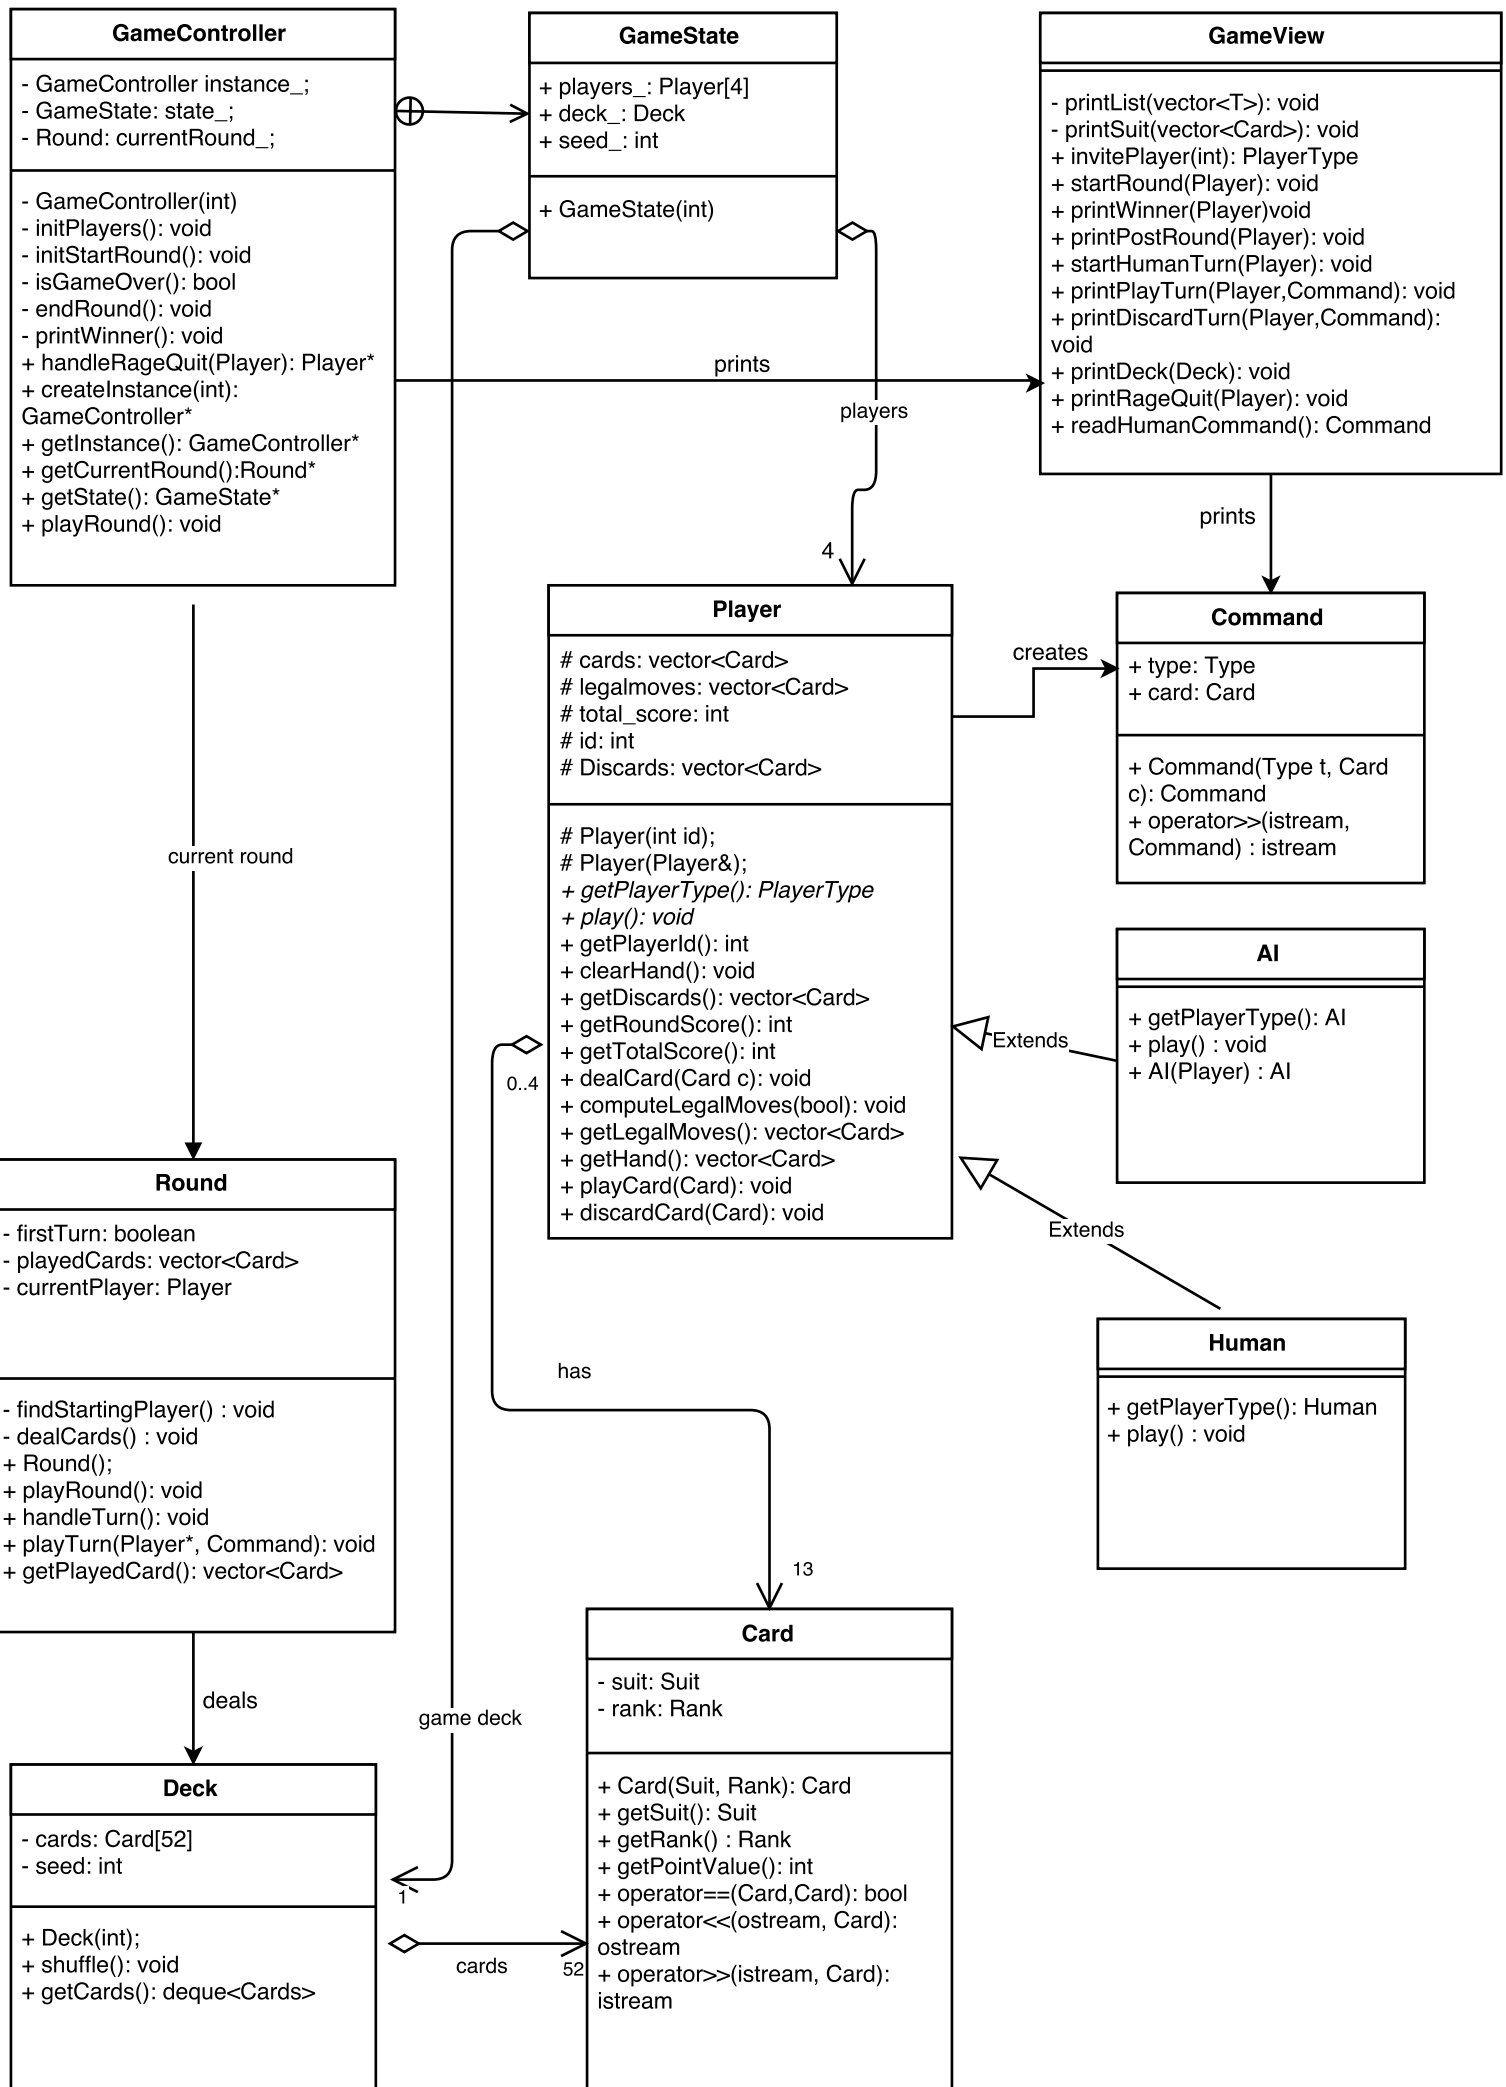 GameController
- GameController instance_;
- GameState: state_;
- Round: currentRound_;
- GameController(int)
- initPlayers(): void
- initStartRound(): void
- isGameOver(): bool
- endRound(): void
- printWinner(): void
+ handleRageQuit(Player): Player*
+ createInstance(int):
GameController*
+ getInstance(): GameController*
+ getCurrentRound():Round*
+ getState(): GameState*
+ playRound(): void
GameState
+ players_: Player[4]
+ deck_: Deck
+ seed_: int
+ GameState(int)
GameView
- printList(vector<T>): void
- printSuit(vector<Card>): void
+ invitePlayer(int): PlayerType
+ startRound(Player): void
+ printWinner(Player)void
+ printPostRound(Player): void
+ startHumanTurn(Player): void
+ printPlayTurn(Player,Command): void
+ printDiscardTurn(Player,Command):
void
+ printDeck(Deck): void
+ printRageQuit(Player): void
+ readHumanCommand(): Command
prints
players
prints
4
Player
# cards: vector<Card>
# legalmoves: vector<Card>
# total_score: int
# id: int
# Discards: vector<Card>
# Player(int id);
# Player(Player&);
+ getPlayerType(): PlayerType
+ play(): void
+ getPlayerId(): int
+ clearHand(): void
+ getDiscards(): vector<Card>
+ getRoundScore(): int
+ getTotalScore(): int
+ dealCard(Card c): void
+ computeLegalMoves(bool): void
+ getLegalMoves(): vector<Card>
+ getHand(): vector<Card>
+ playCard(Card): void
+ discardCard(Card): void
creates
Command
+ type: Type
+ card: Card
+ Command(Type t, Card
c): Command
+ operator>>(istream,
Command) : istream
current round
AI
+ getPlayerType(): AI
+ play() : void
+ AI(Player) : AI
Extends
0..4
Extends
Round
- firstTurn: boolean
- playedCards: vector<Card>
- currentPlayer: Player
- findStartingPlayer() : void
- dealCards() : void
+ Round();
+ playRound(): void
+ handleTurn(): void
+ playTurn(Player*, Command): void
+ getPlayedCard(): vector<Card>
Human
+ getPlayerType(): Human
+ play() : void
has
13
Card
- suit: Suit
- rank: Rank
+ Card(Suit, Rank): Card
+ getSuit(): Suit
+ getRank() : Rank
+ getPointValue(): int
+ operator==(Card,Card): bool
+ operator<<(ostream, Card):
ostream
+ operator>>(istream, Card):
istream
deals
game deck
Deck
- cards: Card[52]
- seed: int
+ Deck(int);
+ shuffle(): void
+ getCards(): deque<Cards>
1
cards
52